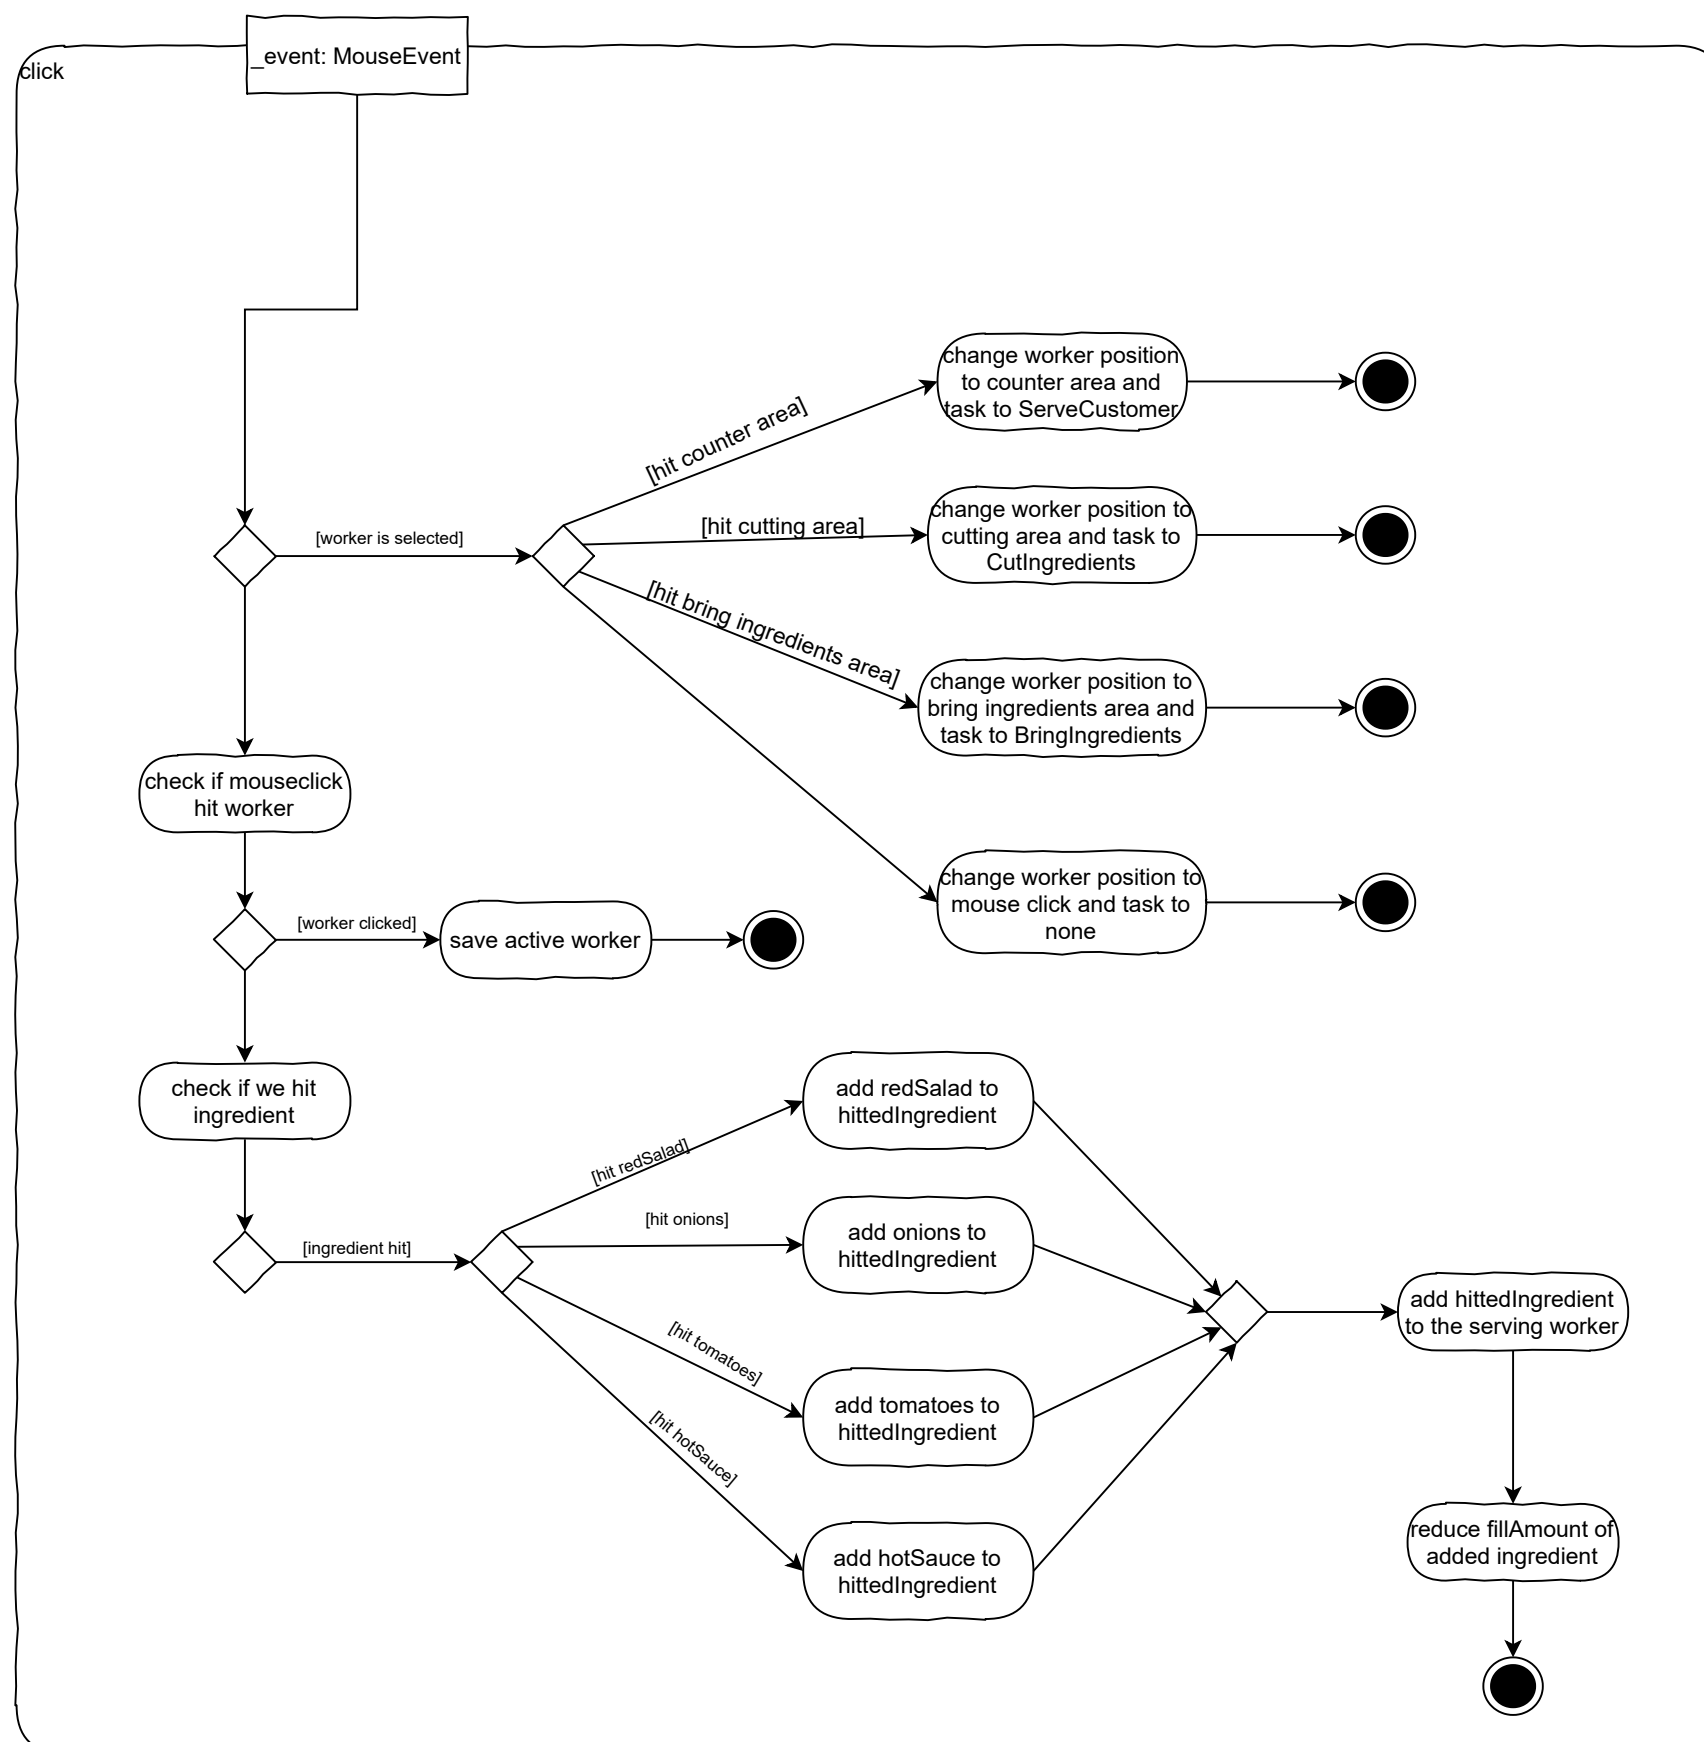 _event: MouseEvent
click
change worker position
to counter area and
task to ServeCustomer
[hit counter area]
change worker position to
cutting area and task to
CutIngredients
[hit cutting area]
[worker is selected]
[hit bring ingredients area]
change worker position to
bring ingredients area and
task to BringIngredients
check if mouseclick
hit worker
change worker position to
mouse click and task to
none
[worker clicked]
save active worker
check if we hit
ingredient
add redSalad to
hittedIngredient
[hit redSalad]
[hit onions]
add onions to
hittedIngredient
[ingredient hit]
add hittedIngredient
to the serving worker
[hit tomatoes]
add tomatoes to
hittedIngredient
[hit hotSauce]
reduce fillAmount of
added ingredient
add hotSauce to
hittedIngredient